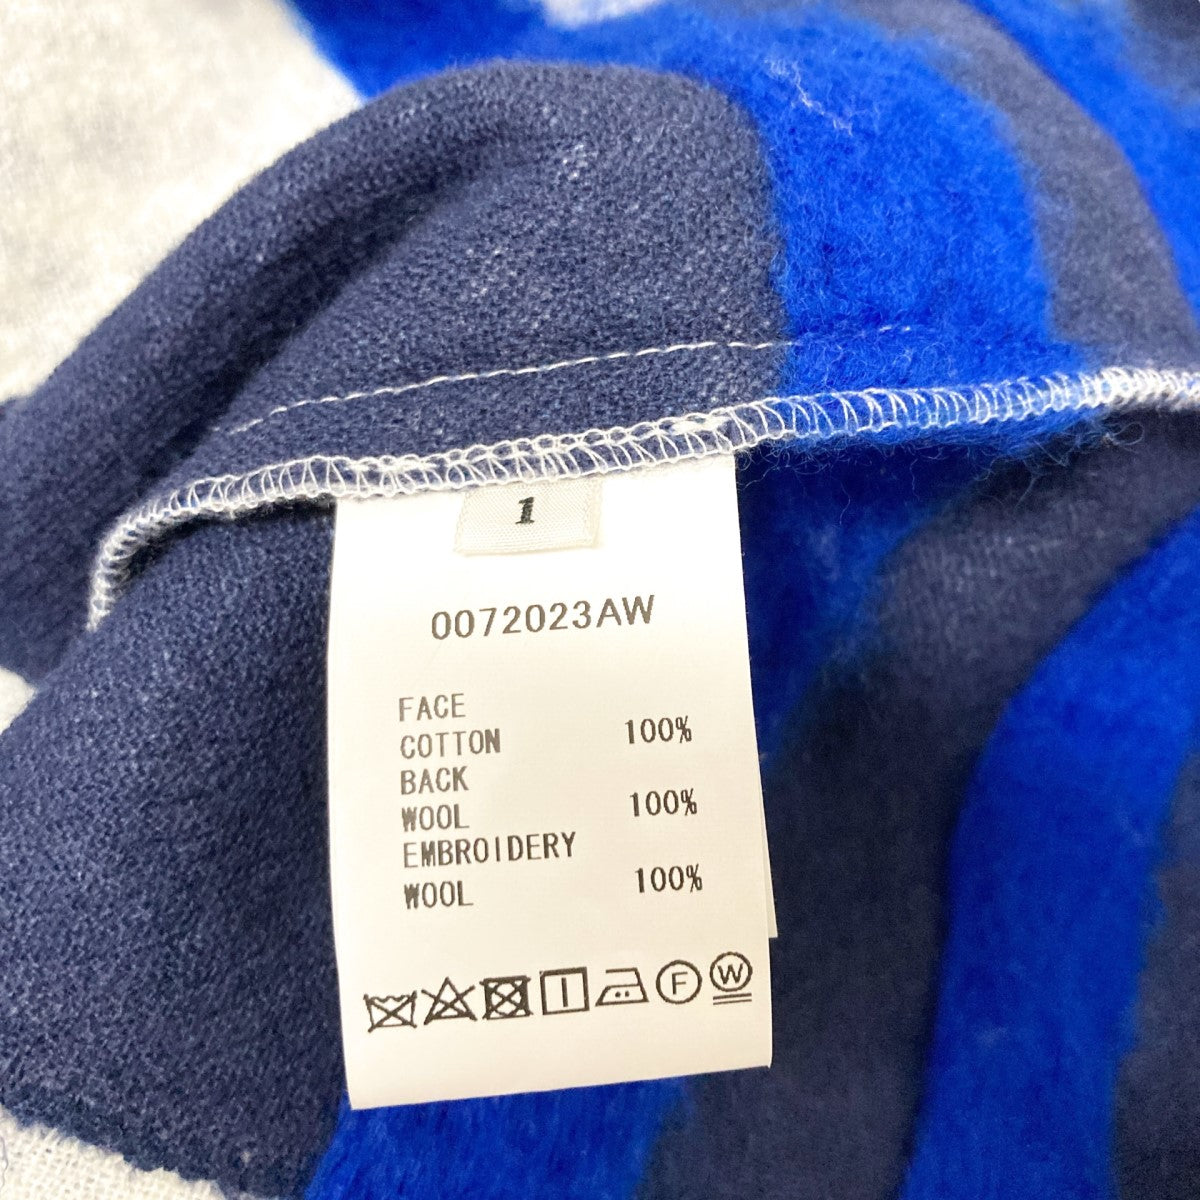 1
0072023AW
FACE
COTTON 100%
BACK
WOOL 100%
EMBROIDERY
WOOL 100%
F W